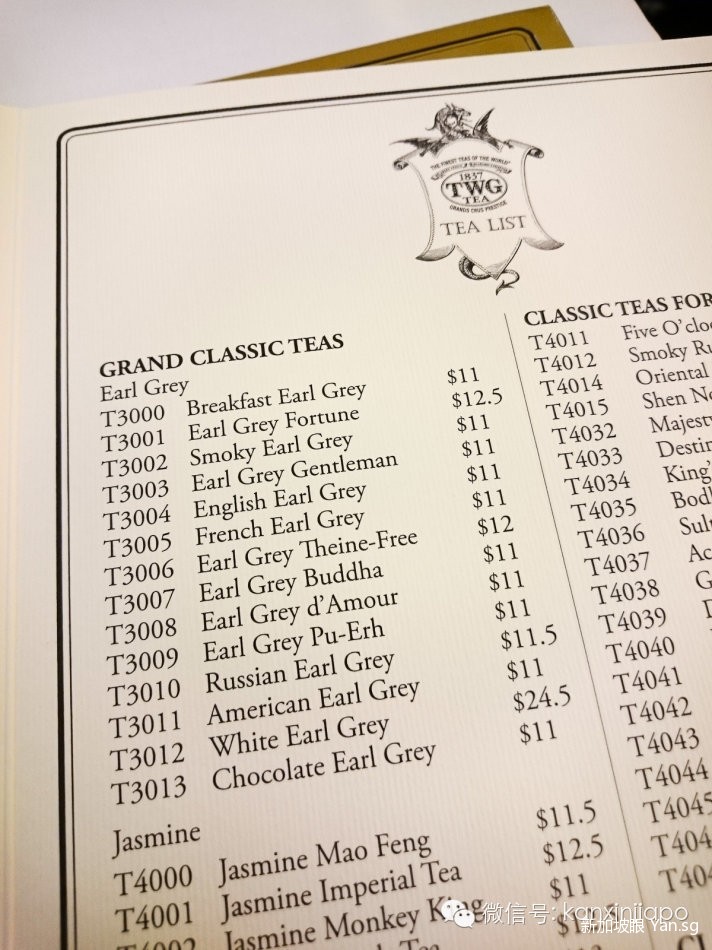 THE FINEST TEAS OF THE WORLD
1837
TWG
TEA
GRANDS CRUS PRESTIGE
TEA LIST
GRAND CLASSIC TEAS
Earl Grey
T3000 Breakfast Earl Grey $11
T3001 Earl Grey Fortune $12.5
T3002 Smoky Earl Grey $11
T3003 Earl Grey Gentleman $11
T3004 English Earl Grey $11
T3005 French Earl Grey $11
T3006 Earl Grey Theine-Free $12
T3007 Earl Grey Buddha $11
T3008 Earl Grey d'Amour $11
T3009 Earl Grey Pu-Erh $11
T3010 Russian Earl Grey $11.5
T3011 American Earl Grey $11
T3012 White Earl Grey $24.5
T3013 Chocolate Earl Grey $11
Jasmine
T4000 Jasmine Mao Feng $11.5
T4001 Jasmine Imperial Tea $12.5
T4002 Jasmine Monkey King $11
CLASSIC TEAS FOR
T4011 Five O'clo
T4012 Smoky Ru
T4014 Oriental
T4015 Shen No
T4032 Majest
T4033 Destin
T4034 King'
T4035 Bod
T4036 Sul
T4037 Ac
T4038 G
T4039
T4040
T4041
T4042
T4043
T4044
T4045
微信号: kanxinjiapo
新加坡眼 Yan.sg